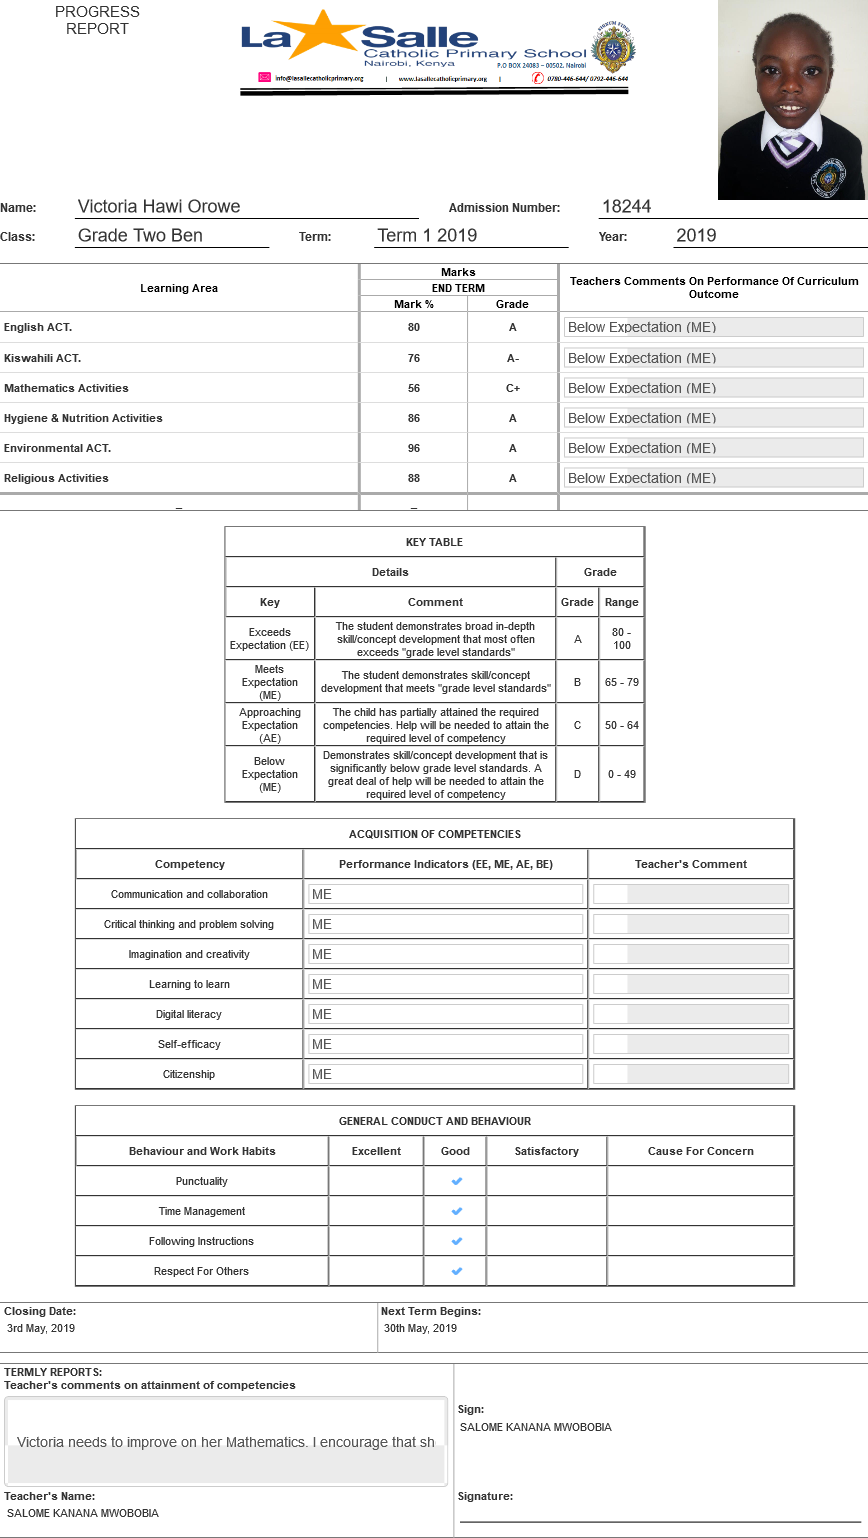 PROGRESS
REPORT
La Salle
Catholic Primary School
Nairobi, Kenya
P.O BOX 24083 – 00502. Nairobi
info@lasallecatholicprimary.org | www.lasallecatholicprimary.org | 0780-446-644/ 0792-446-644
Name: Victoria Hawi Orowe Admission Number: 18244
Class: Grade Two Ben Term: Term 1 2019 Year: 2019
Learning Area Marks Teachers Comments On Performance Of Curriculum Outcome
END TERM
Mark % Grade
English ACT. 80 A Below Expectation (ME)
Kiswahili ACT. 76 A- Below Expectation (ME)
Mathematics Activities 56 C+ Below Expectation (ME)
Hygiene & Nutrition Activities 86 A Below Expectation (ME)
Environmental ACT. 96 A Below Expectation (ME)
Religious Activities 88 A Below Expectation (ME)
_ _
KEY TABLE
Details Grade
Key Comment Grade Range
Exceeds Expectation (EE) The student demonstrates broad in-depth skill/concept development that most often exceeds "grade level standards" A 80 - 100
Meets Expectation (ME) The student demonstrates skill/concept development that meets "grade level standards" B 65 - 79
Approaching Expectation (AE) The child has partially attained the required competencies. Help will be needed to attain the required level of competency C 50 - 64
Below Expectation (ME) Demonstrates skill/concept development that is significantly below grade level standards. A great deal of help will be needed to attain the required level of competency D 0 - 49
ACQUISITION OF COMPETENCIES
Competency Performance Indicators (EE, ME, AE, BE) Teacher's Comment
Communication and collaboration ME
Critical thinking and problem solving ME
Imagination and creativity ME
Learning to learn ME
Digital literacy ME
Self-efficacy ME
Citizenship ME
GENERAL CONDUCT AND BEHAVIOUR
Behaviour and Work Habits Excellent Good Satisfactory Cause For Concern
Punctuality ✓
Time Management ✓
Following Instructions ✓
Respect For Others ✓
Closing Date: Next Term Begins:
3rd May, 2019 30th May, 2019
TERMLY REPORTS:
Teacher's comments on attainment of competencies
Victoria needs to improve on her Mathematics. I encourage that sh
Sign:
SALOME KANANA MWOBOBIA
Teacher's Name: Signature:
SALOME KANANA MWOBOBIA